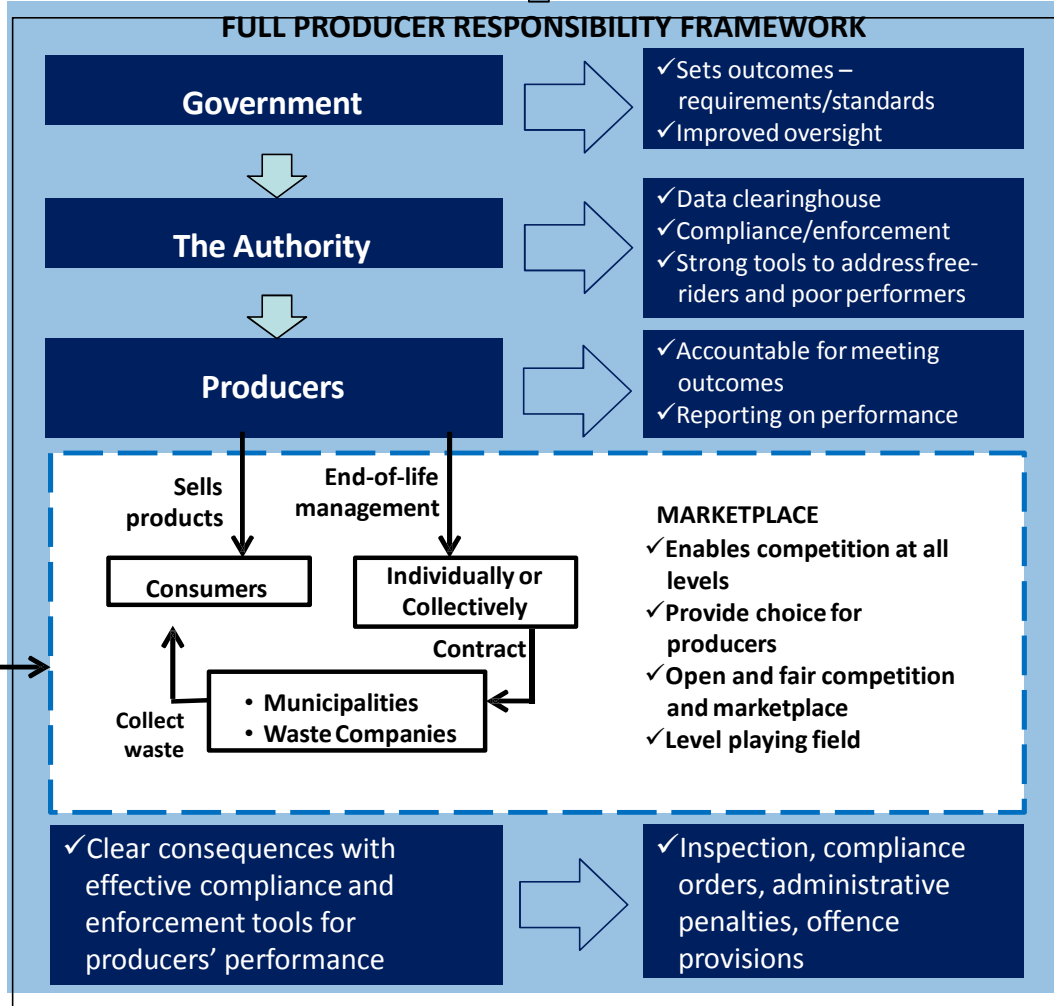 FULL PRODUCER RESPONSIBILITY FRAMEWORK
Government
✓Sets outcomes –
requirements/standards
✓Improved oversight
The Authority
✓Data clearinghouse
✓Compliance/enforcement
✓Strong tools to address free-
riders and poor performers
Producers
✓Accountable for meeting
outcomes
✓Reporting on performance
Sells
products
End-of-life
management
Consumers
Individually or
Collectively
Contract
• Municipalities
• Waste Companies
Collect
waste
MARKETPLACE
✓Enables competition at all
levels
✓Provide choice for
producers
✓Open and fair competition
and marketplace
✓Level playing field
✓Clear consequences with
effective compliance and
enforcement tools for
producers’ performance
✓Inspection, compliance
orders, administrative
penalties, offence
provisions